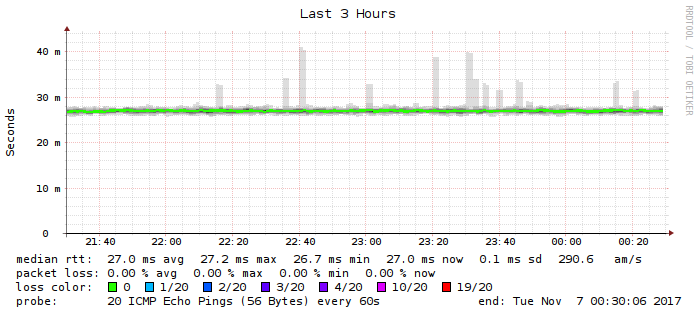 Last 3 Hours
RRDTOOL / TOBI OETIKER
Seconds
40 m
30 m
20 m
10 m
0
21:40 22:00 22:20 22:40 23:00 23:20 23:40 00:00 00:20
median rtt: 27.0 ms avg 27.2 ms max 26.7 ms min 27.0 ms now 0.1 ms sd 290.6 am/s
packet loss: 0.00 % avg 0.00 % max 0.00 % min 0.00 % now
loss color: 0 1/20 2/20 3/20 4/20 10/20 19/20
probe: 20 ICMP Echo Pings (56 Bytes) every 60s end: Tue Nov 7 00:30:06 2017